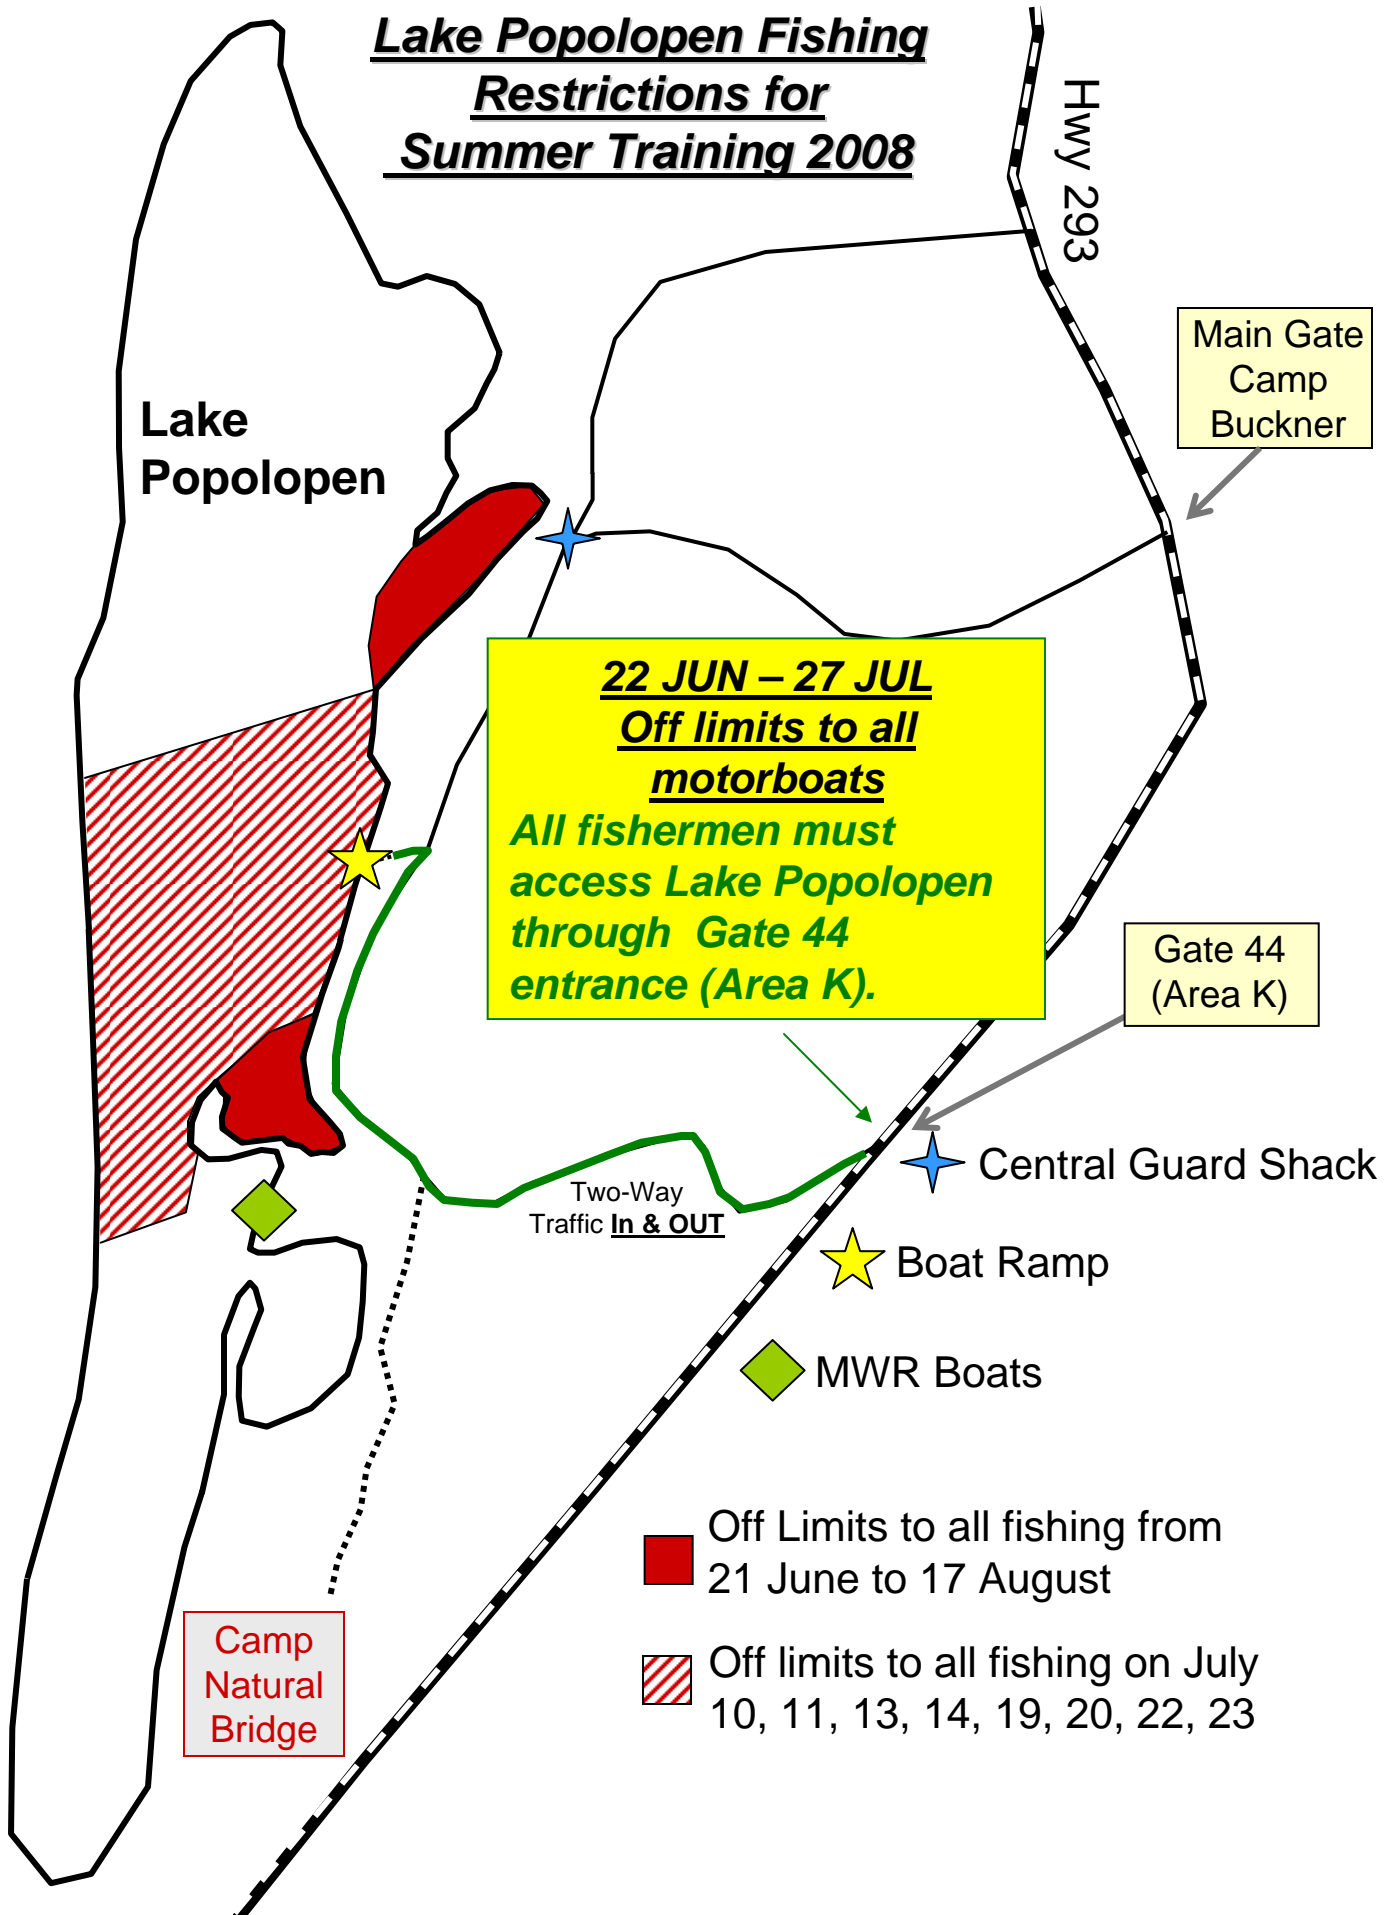 Lake Popolopen Fishing
Restrictions for
Summer Training 2008
Hwy 293
Main Gate
Camp
Buckner
Lake
Popolopen
22 JUN – 27 JUL
Off limits to all
motorboats
All fishermen must
access Lake Popolopen
through Gate 44
entrance (Area K).
Gate 44
(Area K)
Central Guard Shack
Two-Way
Traffic In & OUT
Boat Ramp
MWR Boats
Off Limits to all fishing from
21 June to 17 August
Camp
Natural
Bridge
Off limits to all fishing on July
10, 11, 13, 14, 19, 20, 22, 23